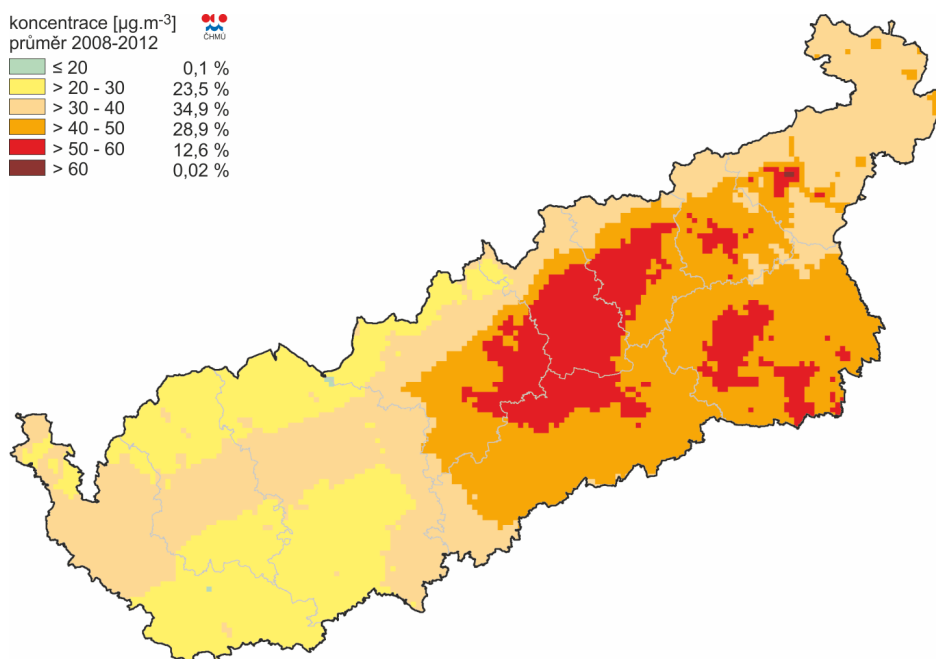 koncentrace [µg.m-3]
průměr 2008-2012
ČHMÚ
≤ 20 0,1 %
> 20 - 30 23,5 %
> 30 - 40 34,9 %
> 40 - 50 28,9 %
> 50 - 60 12,6 %
> 60 0,02 %